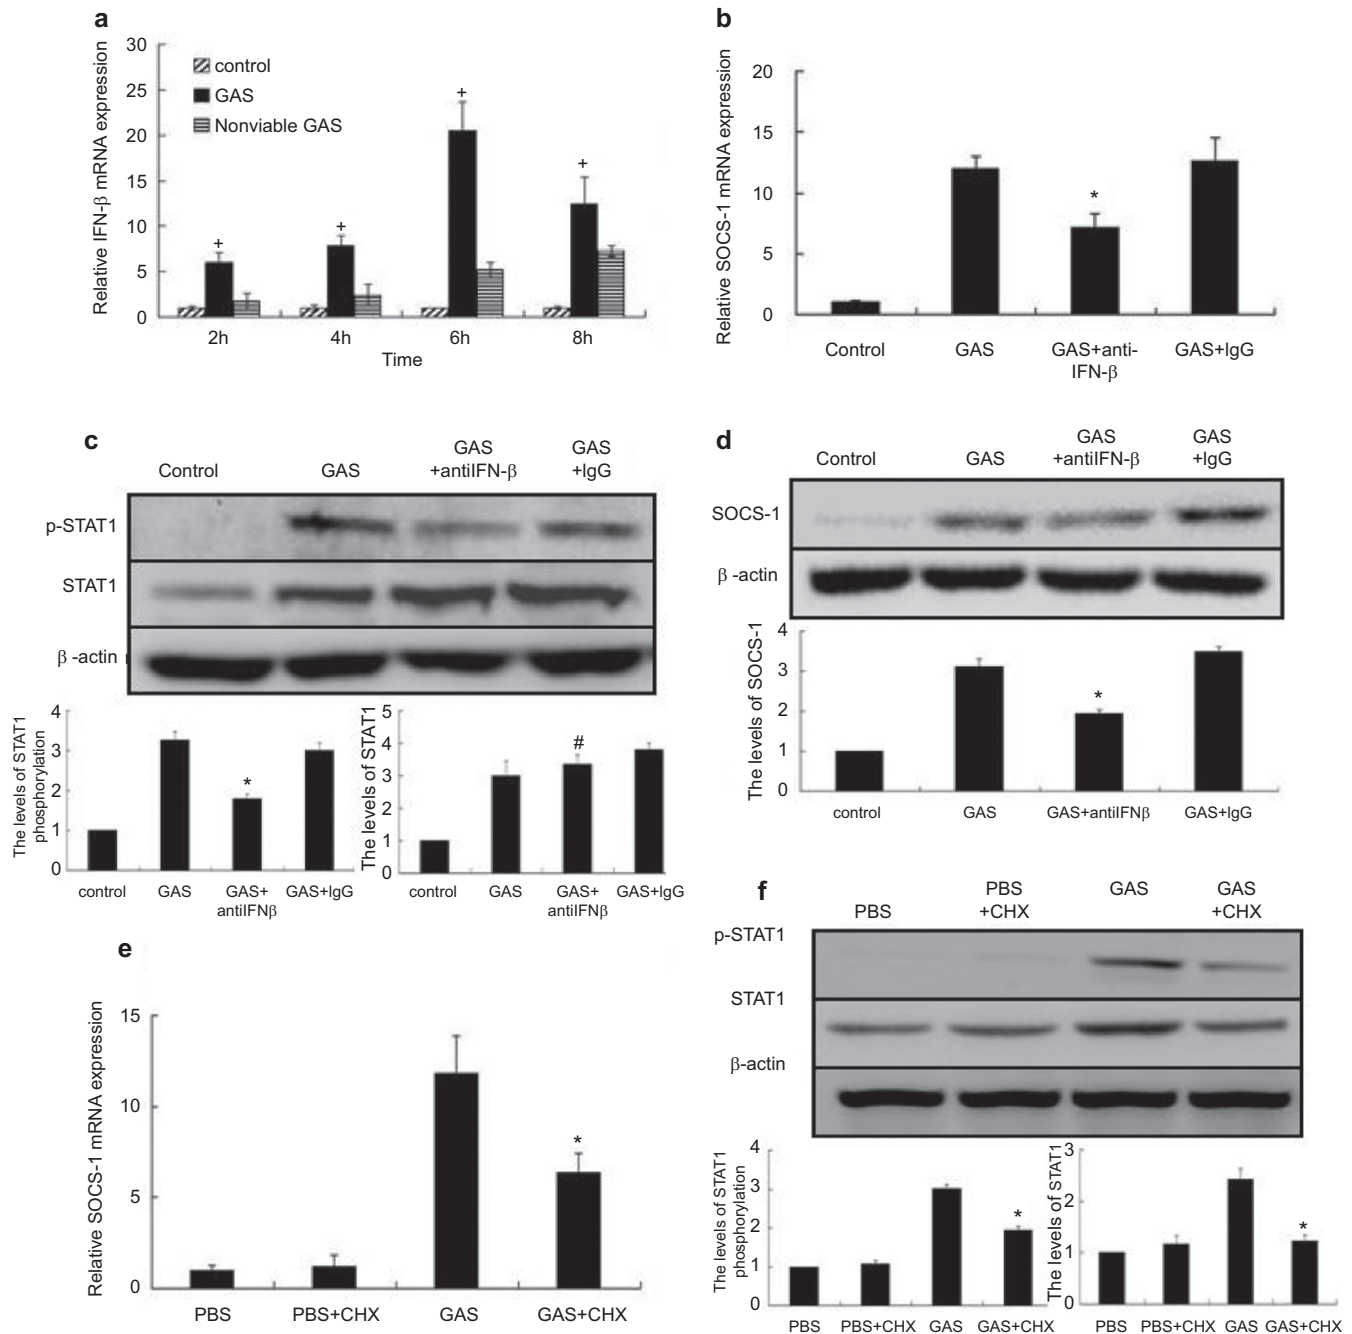 a
Relative IFN-β mRNA expression
30
25
20
15
10
5
0
control
GAS
Nonviable GAS
+
+
+
+
2h
4h
6h
8h
Time
b
Relative SOCS-1 mRNA expression
20
15
10
5
0
*
Control
GAS
GAS+anti-
IFN-β
GAS+IgG
c
Control
GAS
GAS
+antiIFN-β
GAS
+IgG
p-STAT1
STAT1
β -actin
The levels of STAT1
phosphorylation
4
3
2
1
0
*
control
GAS
GAS+
antiIFNβ
GAS+IgG
The levels of STAT1
5
4
3
2
1
0
#
control
GAS
GAS+
antiIFNβ
GAS+IgG
d
Control
GAS
GAS
+antiIFN-β
GAS
+IgG
SOCS-1
β -actin
The levels of SOCS-1
4
3
2
1
0
*
control
GAS
GAS+antiIFNβ
GAS+IgG
e
Relative SOCS-1 mRNA expression
15
10
5
0
*
PBS
PBS+CHX
GAS
GAS+CHX
f
PBS
PBS
+CHX
GAS
GAS
+CHX
p-STAT1
STAT1
β-actin
The levels of STAT1
phosphorylation
4
3
2
1
0
*
PBS
PBS+CHX
GAS
GAS+CHX
The levels of STAT1
3
2
1
0
*
PBS
PBS+CHX
GAS
GAS+CHX